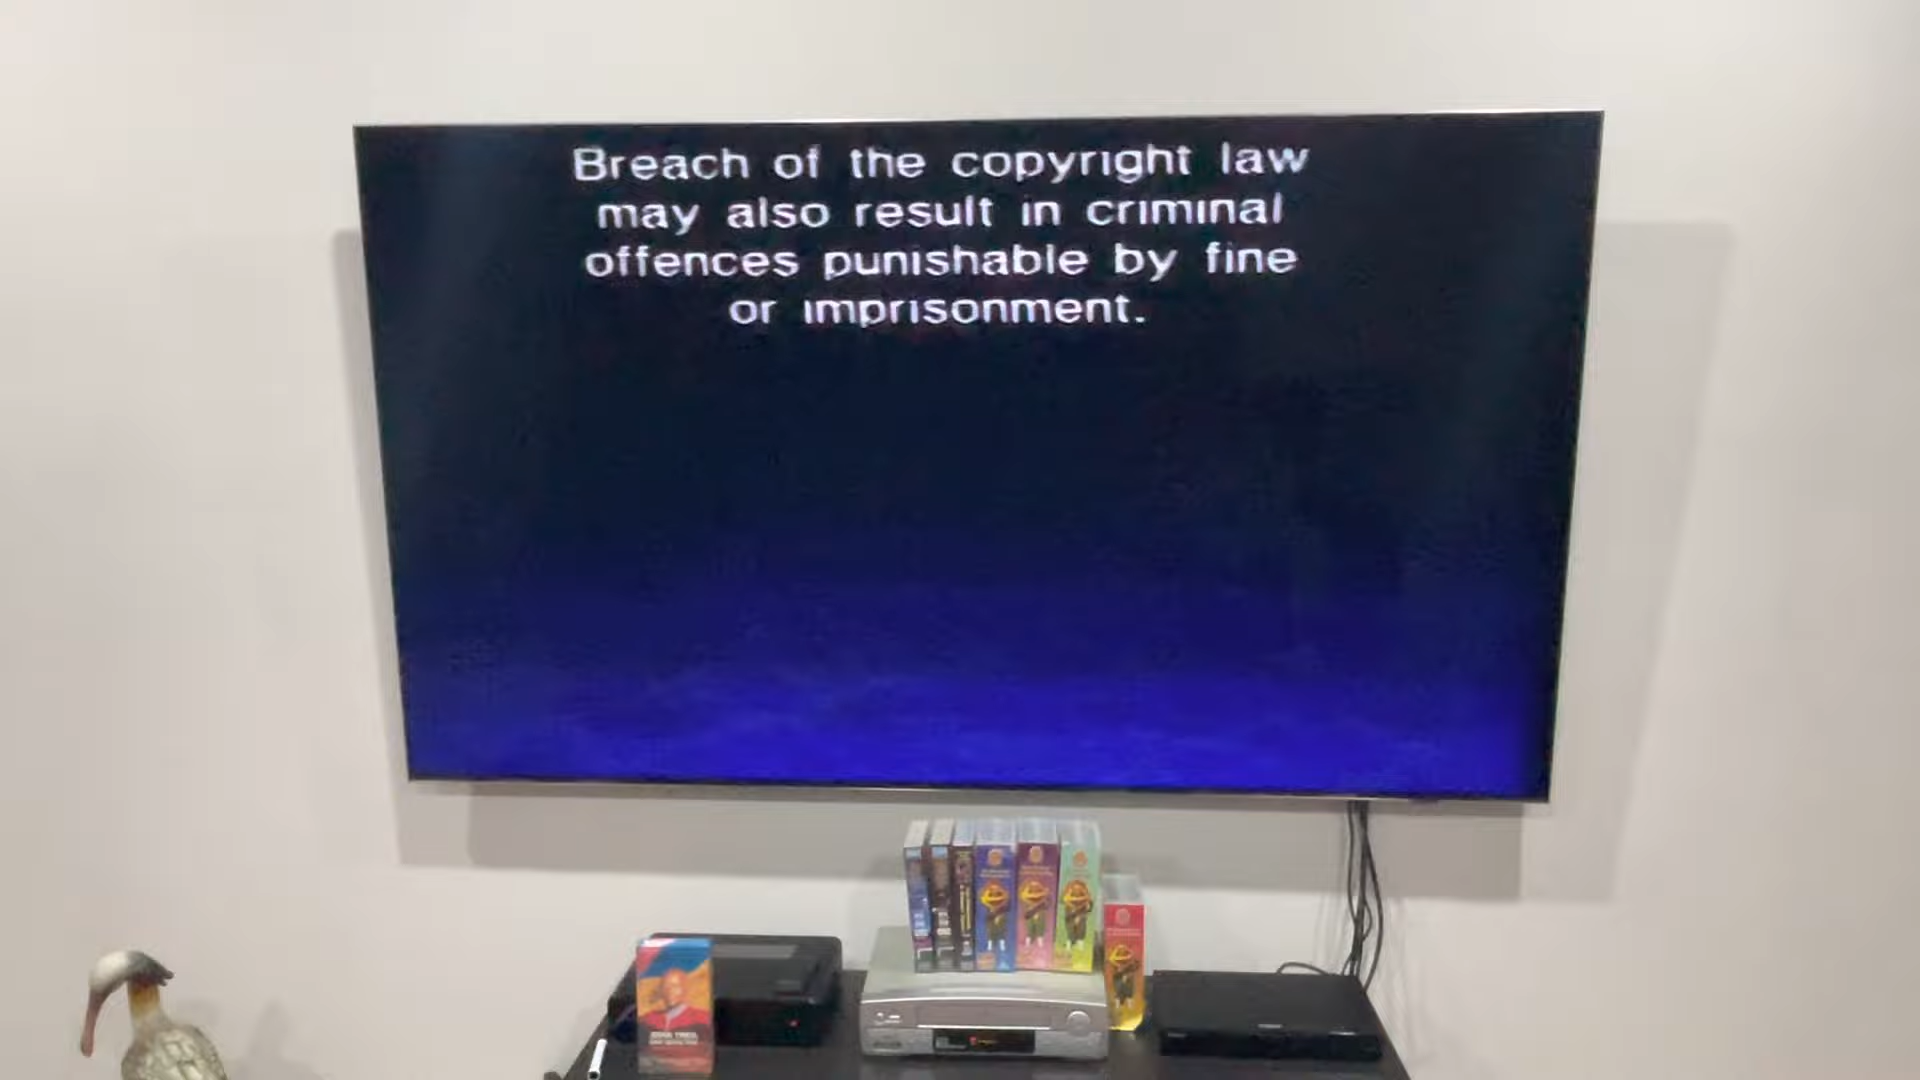 Breach of the copyright law
may also result in criminal
offences punishable by fine
or imprisonment.